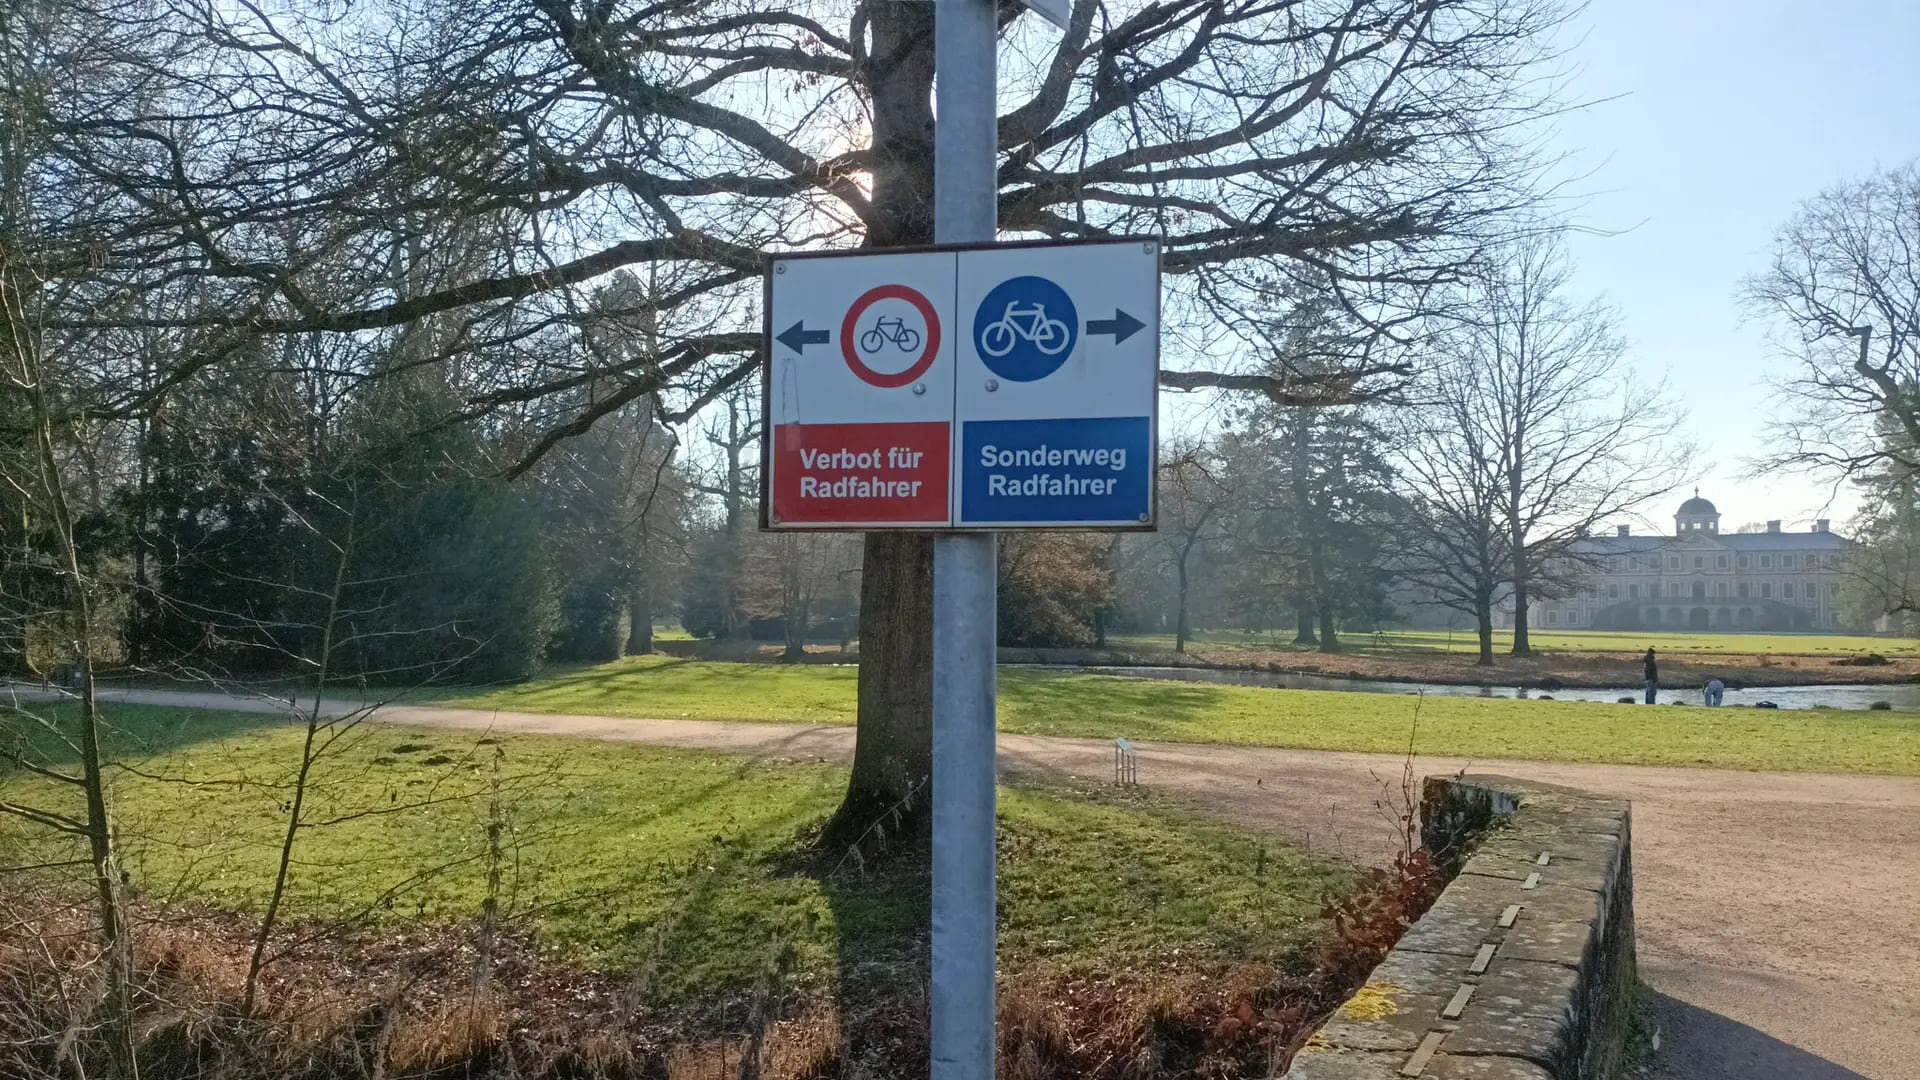 Verbot für
Radfahrer
Sonderweg
Radfahrer